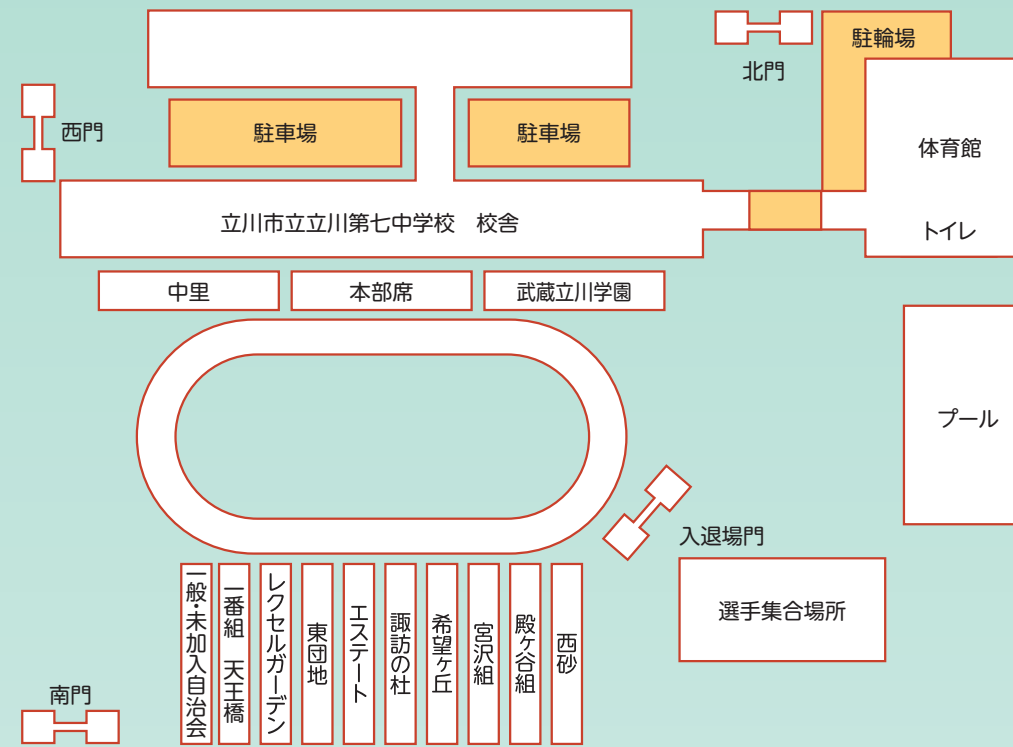 駐輪場
北門
西門
駐車場
駐車場
体育館
立川市立立川第七中学校　校舎
トイレ
中里
本部席
武蔵立川学園
プール
入退場門
選手集合場所
一般・未加入自治会
一番組　天王橋
レクセルガーデン
東団地
エステート
諏訪の杜
希望ヶ丘
宮沢組
殿ヶ谷組
西砂
南門